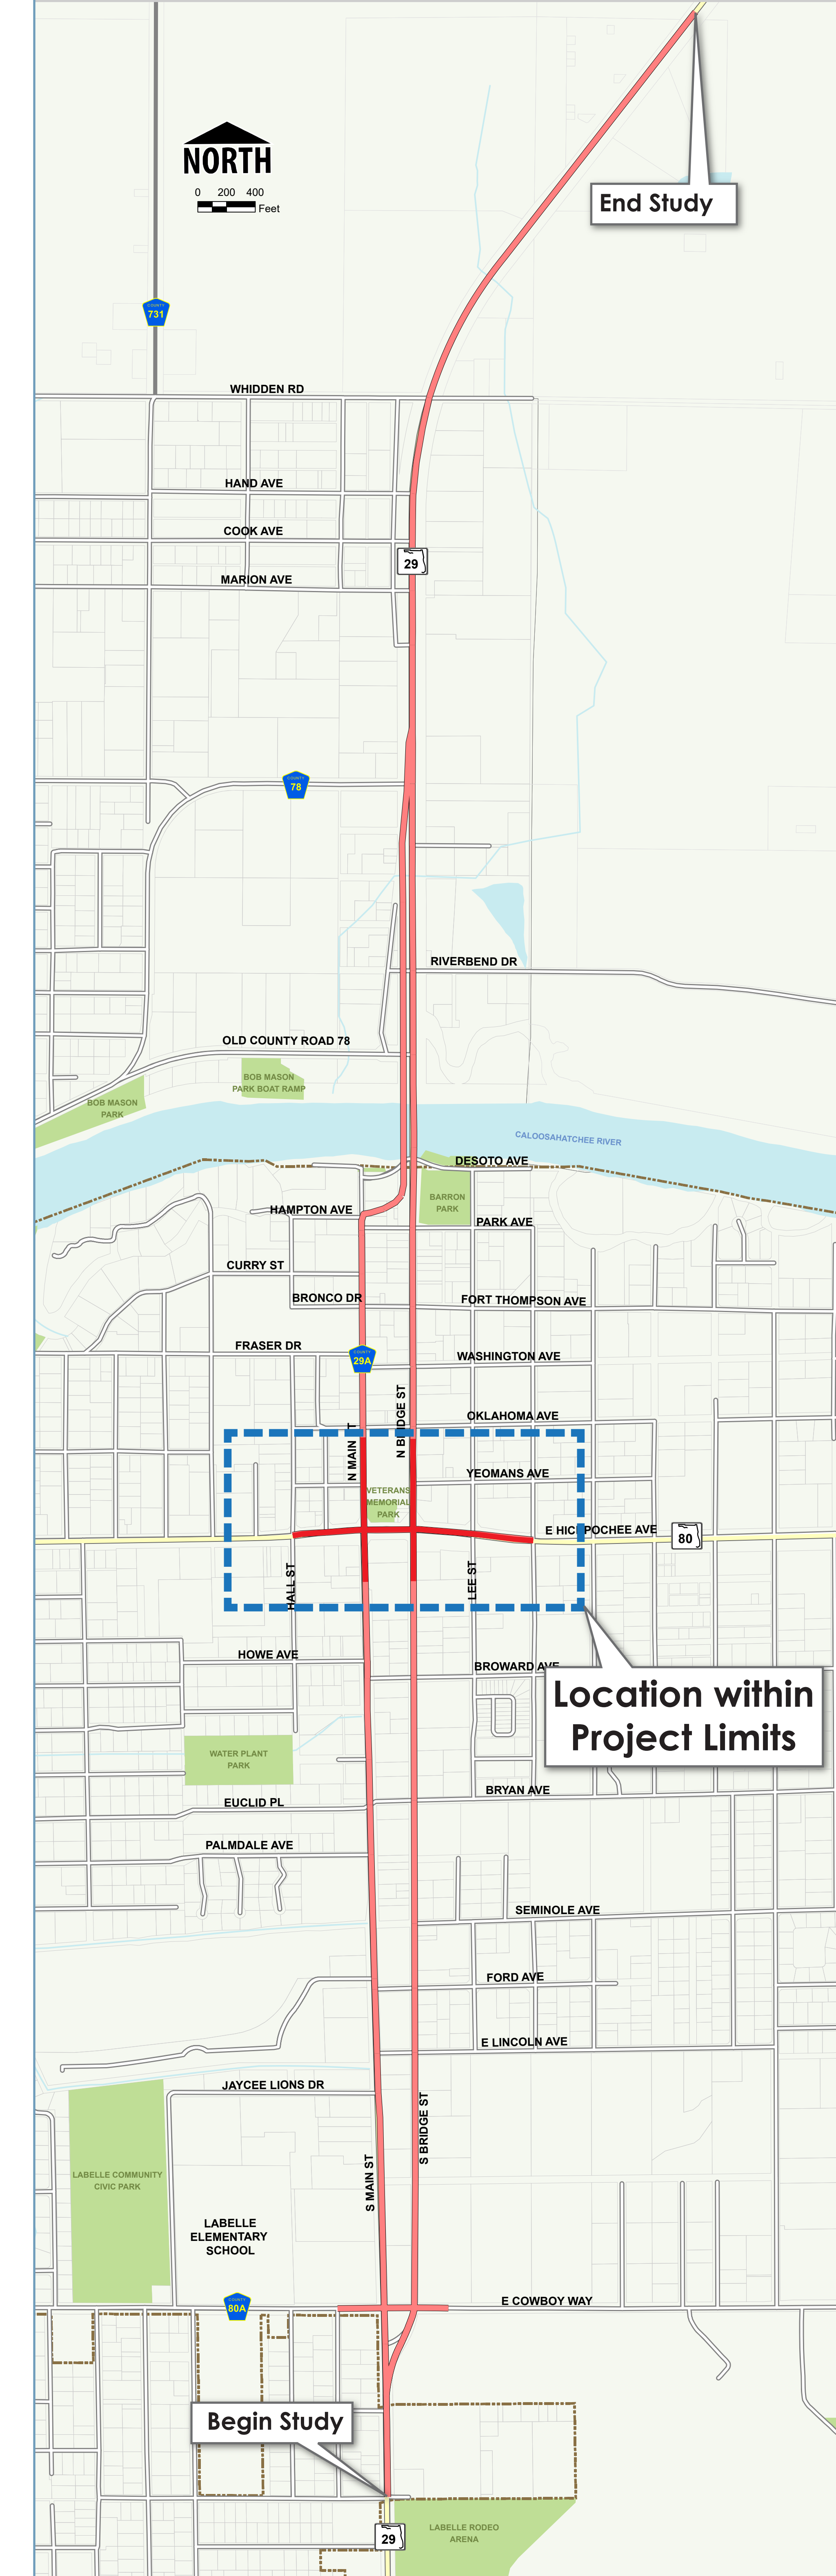 NORTH
0 200 400
Feet
End Study
COUNTY
731
WHIDDEN RD
HAND AVE
COOK AVE
29
MARION AVE
COUNTY
78
RIVERBEND DR
OLD COUNTY ROAD 78
BOB MASON
PARK BOAT RAMP
BOB MASON
PARK
CALOOSAHATCHEE RIVER
DESOTO AVE
BARRON
PARK
HAMPTON AVE
PARK AVE
CURRY ST
BRONCO DR
FORT THOMPSON AVE
FRASER DR
COUNTY
29A
WASHINGTON AVE
N BRIDGE ST
OKLAHOMA AVE
N MAIN T
YEOMANS AVE
VETERANS
MEMORIAL
PARK
E HICKPOCHEE AVE
80
HALL ST
LEE ST
HOWE AVE
BROWARD AVE
Location within
Project Limits
WATER PLANT
PARK
BRYAN AVE
EUCLID PL
PALMDALE AVE
SEMINOLE AVE
FORD AVE
E LINCOLN AVE
JAYCEE LIONS DR
S BRIDGE ST
S MAIN ST
LABELLE COMMUNITY
CIVIC PARK
LABELLE
ELEMENTARY
SCHOOL
COUNTY
80A
E COWBOY WAY
Begin Study
29
LABELLE RODEO
ARENA